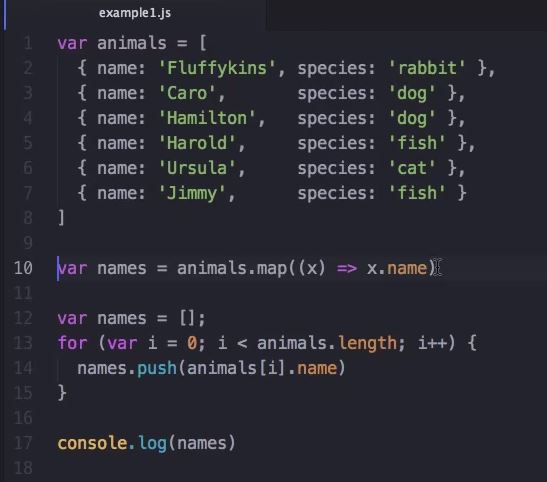 example1.js
1 var animals = [
2 { name: 'Fluffykins', species: 'rabbit' },
3 { name: 'Caro', species: 'dog' },
4 { name: 'Hamilton', species: 'dog' },
5 { name: 'Harold', species: 'fish' },
6 { name: 'Ursula', species: 'cat' },
7 { name: 'Jimmy', species: 'fish' }
8 ]
9
10 var names = animals.map((x) => x.name)
11
12 var names = [];
13 for (var i = 0; i < animals.length; i++) {
14 names.push(animals[i].name)
15 }
16
17 console.log(names)
18